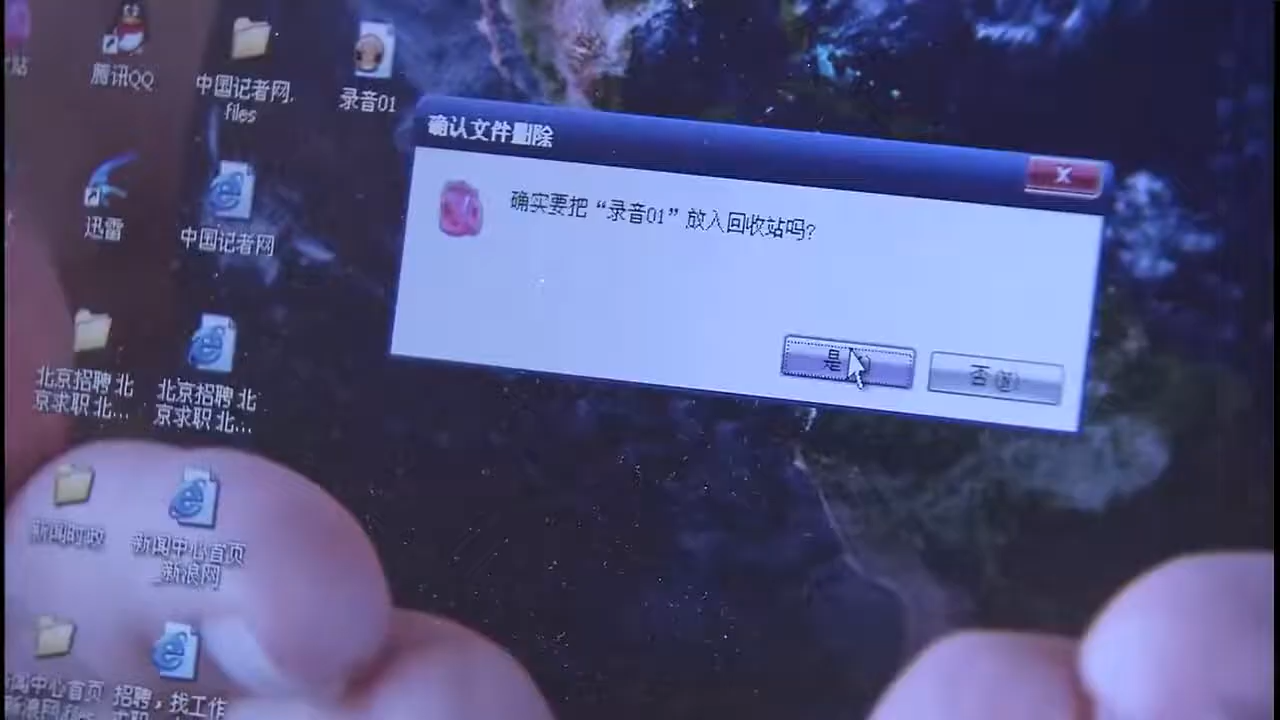 腾讯QQ
中国记者网.
files
录音01
迅雷
中国记者网
北京招聘 北
京求职 北...
北京招聘 北
京求职 北...
新闻中心首页
_新浪网
闻中心首页
招聘，找工作
确认文件删除
确实要把“录音01”放入回收站吗?
是
否(N)